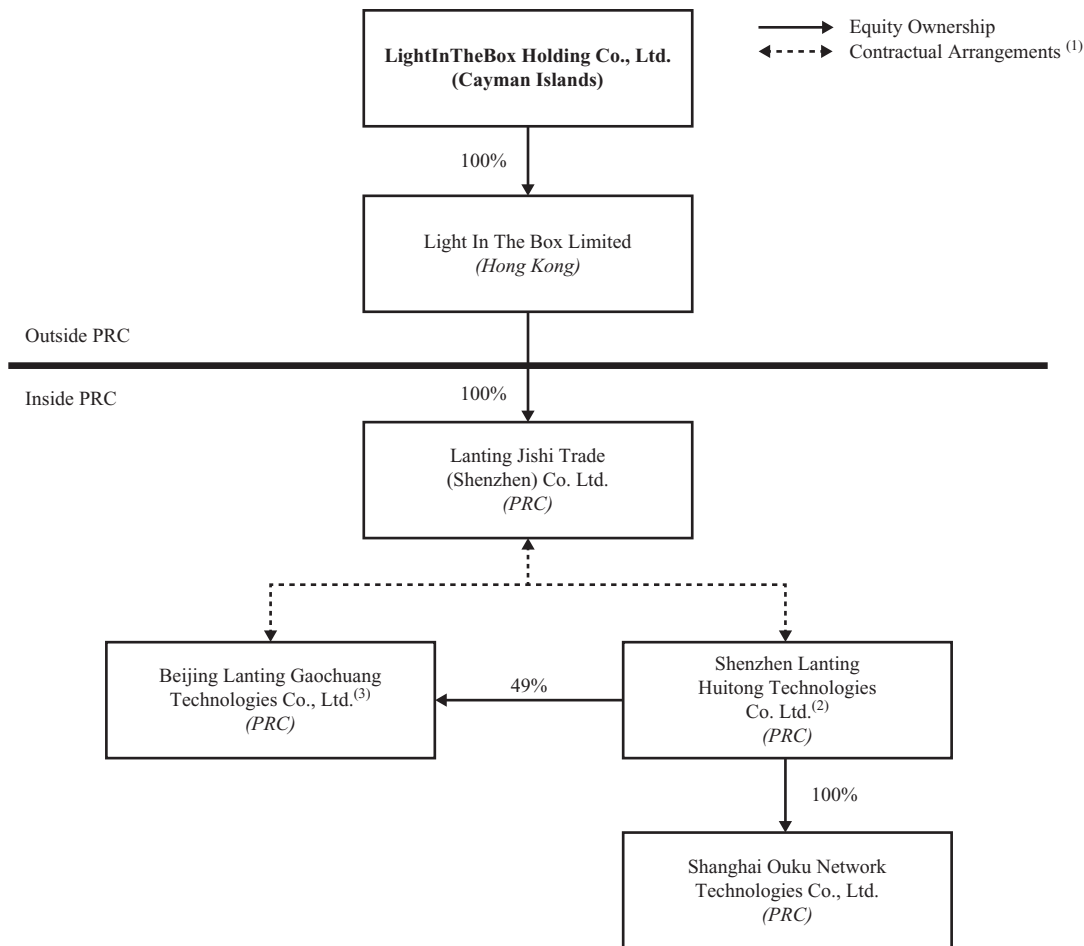 Equity Ownership
Contractual Arrangements (1)
LightInTheBox Holding Co., Ltd.
(Cayman Islands)
100%
Light In The Box Limited
(Hong Kong)
Outside PRC
Inside PRC
100%
Lanting Jishi Trade
(Shenzhen) Co. Ltd.
(PRC)
Beijing Lanting Gaochuang
Technologies Co., Ltd.(3)
(PRC)
49%
Shenzhen Lanting
Huitong Technologies
Co. Ltd.(2)
(PRC)
100%
Shanghai Ouku Network
Technologies Co., Ltd.
(PRC)